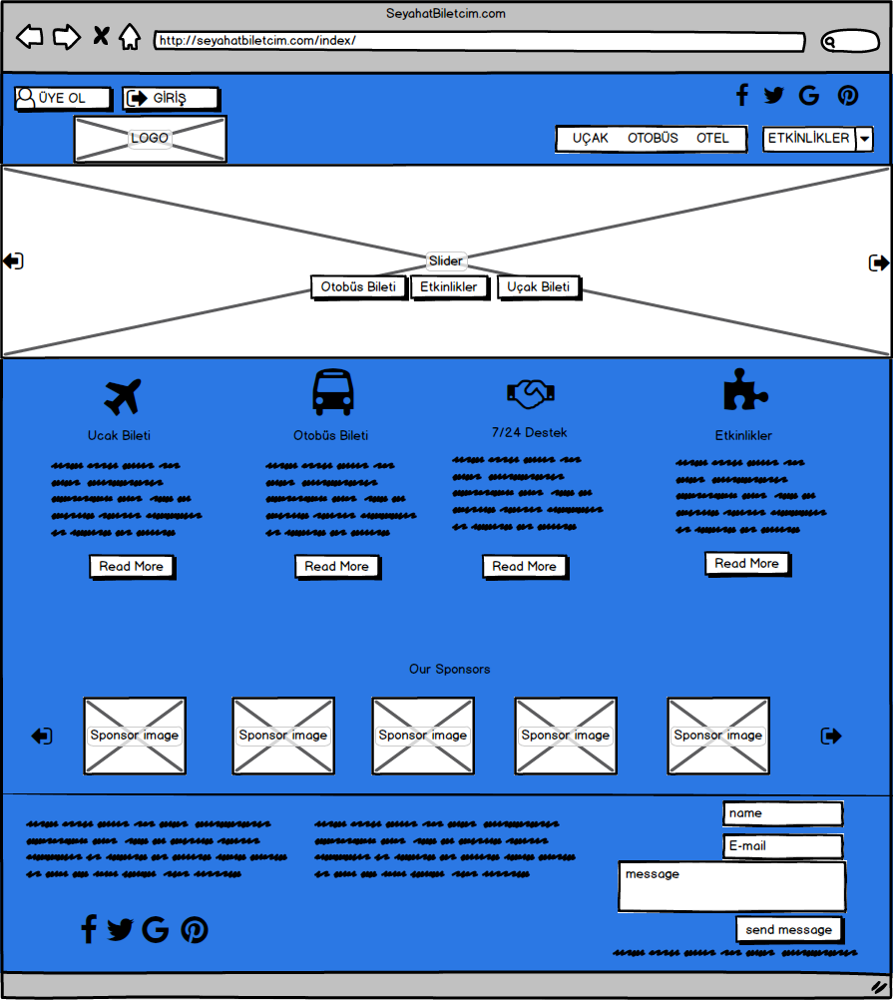 SeyahatBiletcim.com
http://seyahatbiletcim.com/index/
ÜYE OL
GİRİŞ
LOGO
UÇAK OTOBÜS OTEL
ETKİNLİKLER
Slider
Otobüs Bileti
Etkinlikler
Uçak Bileti
Ucak Bileti
Otobüs Bileti
7/24 Destek
Etkinlikler
Read More
Read More
Read More
Read More
Our Sponsors
Sponsor image
Sponsor image
Sponsor image
Sponsor image
Sponsor image
name
E-mail
message
send message